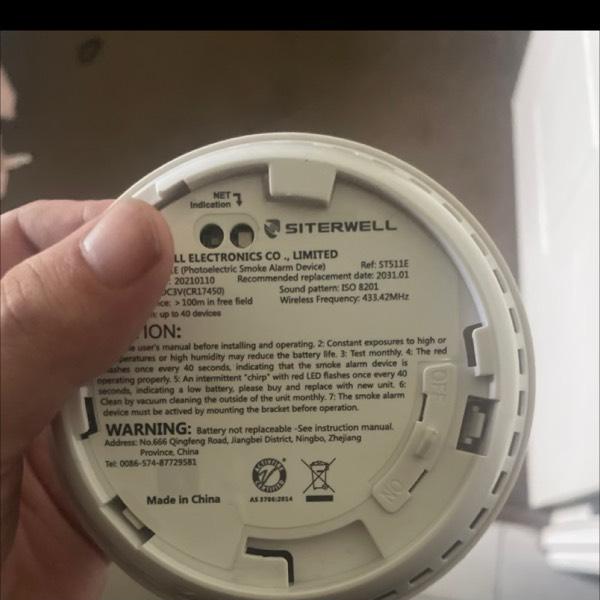 NET
Indication
SITERWELL
LL ELECTRONICS CO ., LIMITED
E (Photoelectric Smoke Alarm Device) Ref: ST511E
: 20210110 Recommended replacement date: 2031.01
DC3V(CR17450) Sound pattern: ISO 8201
ce: >100m in free field Wireless Frequency: 433.42MHz
n: up to 40 devices
ION:
e user's manual before installing and operating. 2: Constant exposures to high or
peratures or high humidity may reduce the battery life. 3: Test monthly. 4: The red
ashes once every 40 seconds, indicating that the smoke alarm device is
operating properly. 5: An intermittent "chirp" with red LED flashes once every 40
seconds, indicating a low battery, please buy and replace with new unit. 6:
Clean by vacuum cleaning the outside of the unit monthly. 7: The smoke alarm
device must be actived by mounting the bracket before operation.
WARNING: Battery not replaceable -See instruction manual.
Address: No.666 Qingfeng Road, Jiangbei District, Ningbo, Zhejiang
Province, China
Tel: 0086-574-87729581
Made in China
AS 3786:2014
OFF
ON